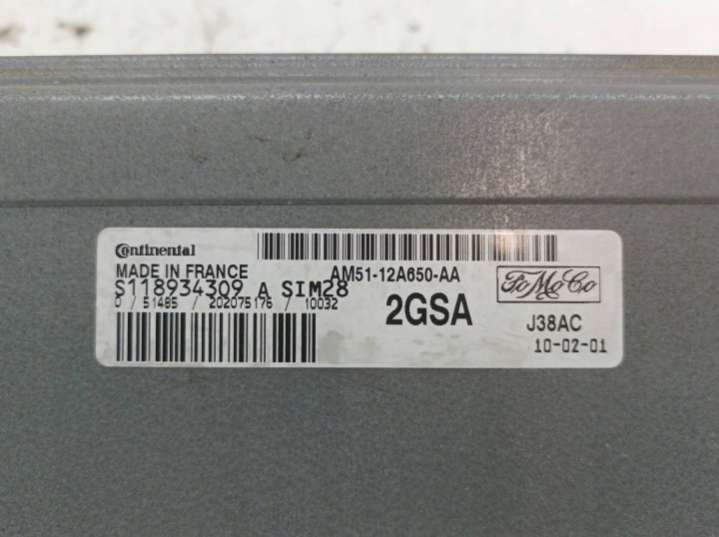 Continental
MADE IN FRANCE
AM51-12A650-AA
S118934309 A SIM28
0 / 51485 / 202075176 / 10032
2GSA
FoMoCo
J38AC
10-02-01